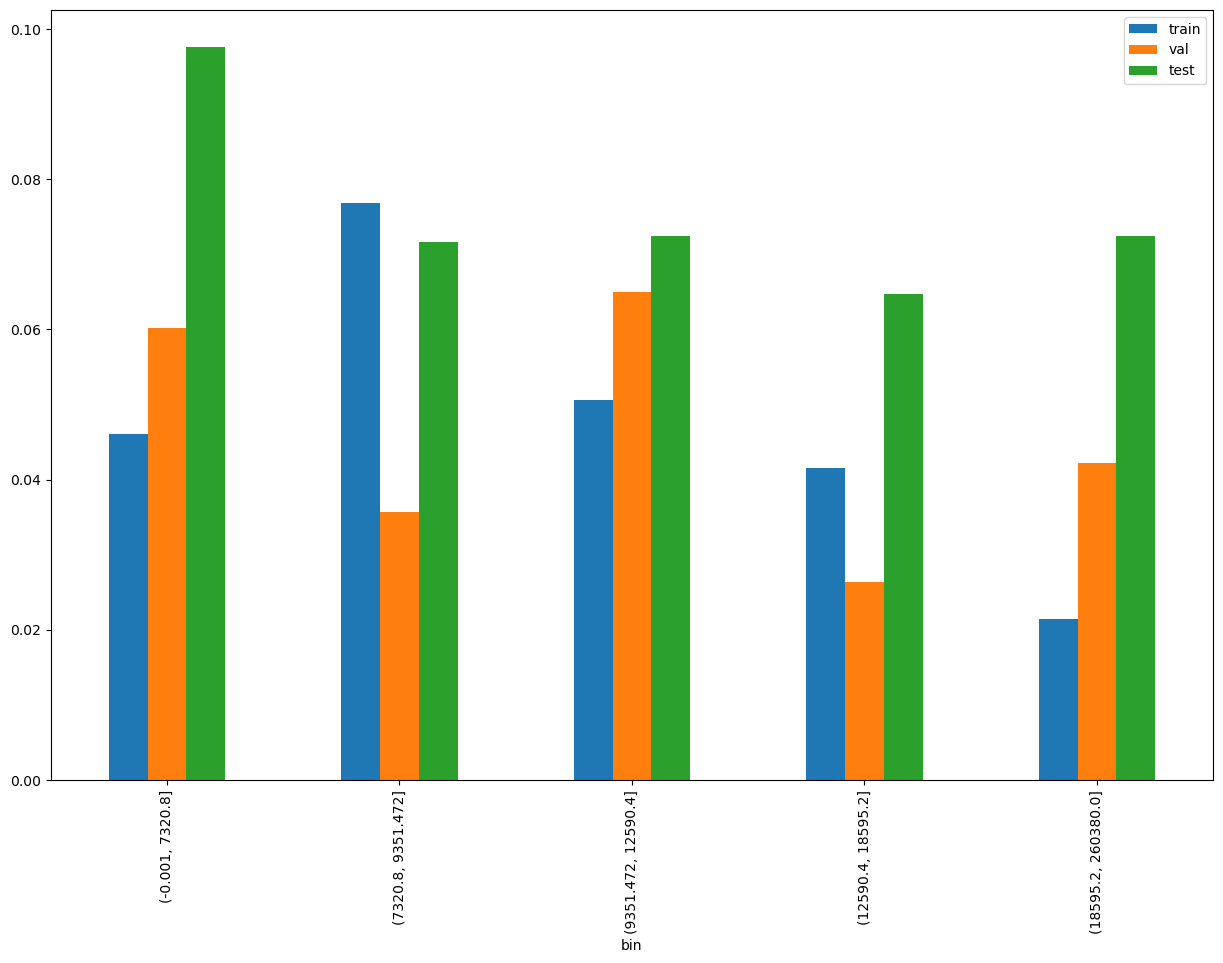 train
val
test
0.10
0.08
0.06
0.04
0.02
0.00
(-0.001, 7320.8]
(7320.8, 9351.472]
(9351.472, 12590.4]
(12590.4, 18595.2]
(18595.2, 260380.0]
bin